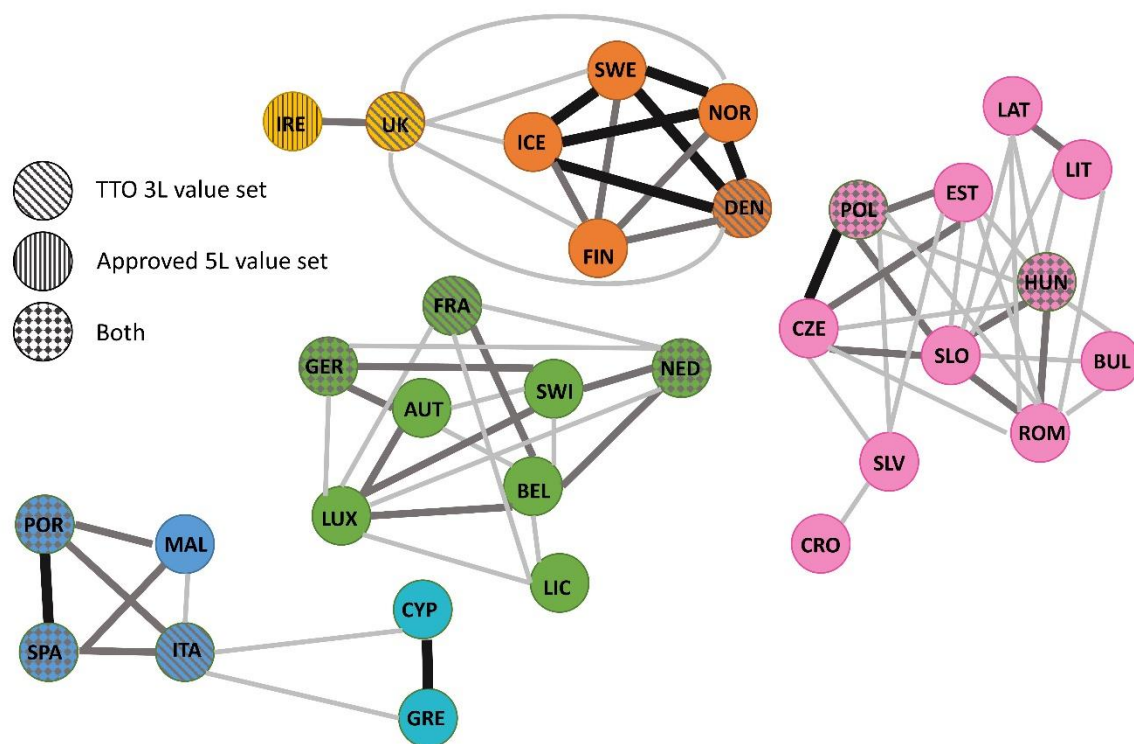 SWE
NOR
IRE
UK
ICE
DEN
FIN
LAT
LIT
EST
POL
HUN
CZE
SLO
BUL
ROM
SLV
CRO
TTO 3L value set
Approved 5L value set
Both
FRA
GER
NED
AUT
SWI
BEL
LUX
LIC
POR
MAL
SPA
ITA
CYP
GRE